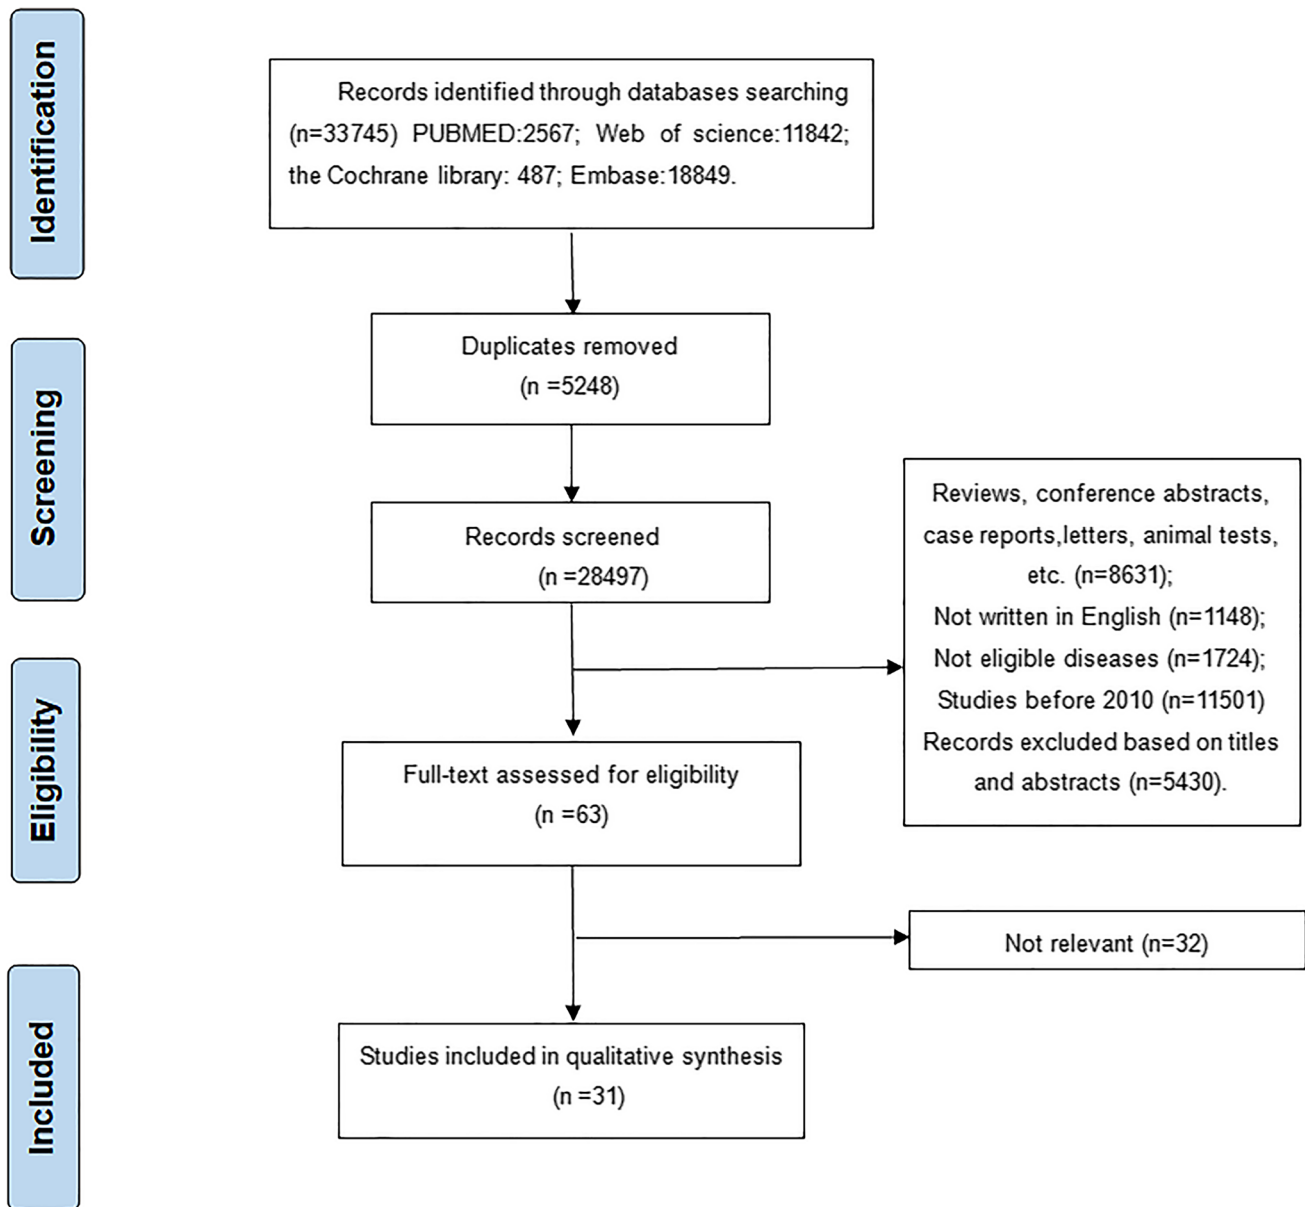 Identification
Records identified through databases searching
(n=33745) PUBMED:2567; Web of science:11842;
the Cochrane library: 487; Embase:18849.
Duplicates removed
(n =5248)
Screening
Records screened
(n =28497)
Reviews, conference abstracts,
case reports,letters, animal tests,
etc. (n=8631);
Not written in English (n=1148);
Not eligible diseases (n=1724);
Studies before 2010 (n=11501)
Records excluded based on titles
and abstracts (n=5430).
Eligibility
Full-text assessed for eligibility
(n =63)
Not relevant (n=32)
Included
Studies included in qualitative synthesis
(n =31)